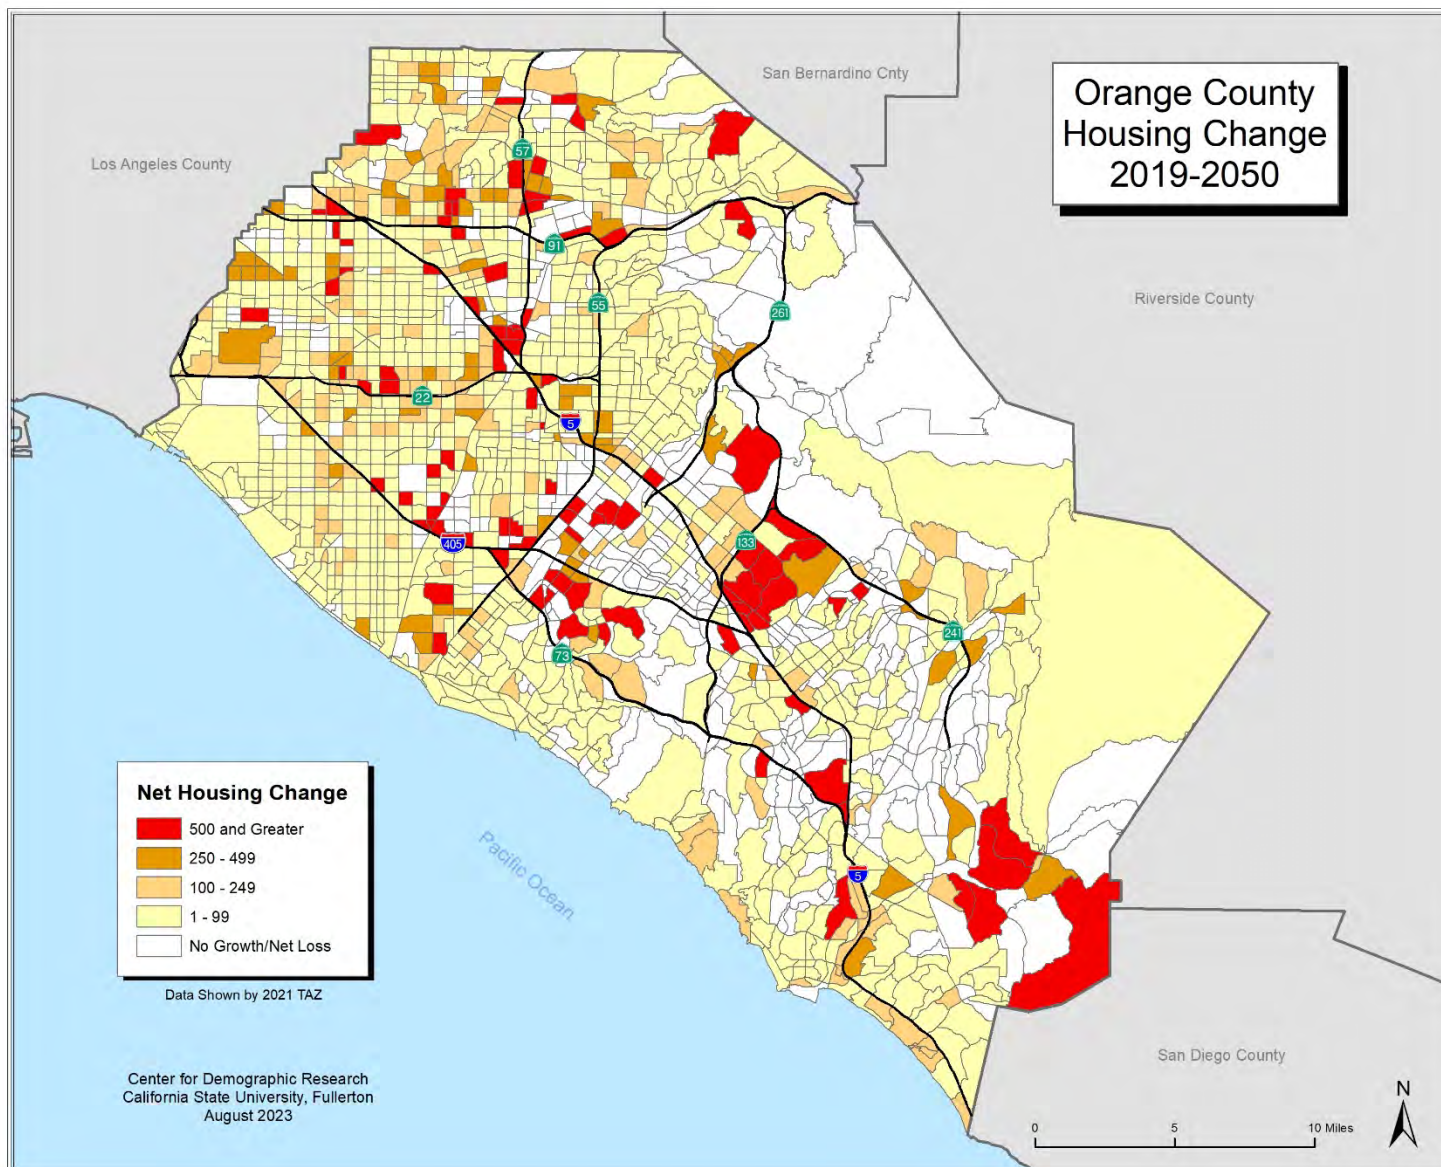 San Bernardino Cnty
Orange County
Housing Change
2019-2050
Los Angeles County
57
91
55
261
Riverside County
22
5
405
133
241
73
Net Housing Change
500 and Greater
250 - 499
100 - 249
1 - 99
No Growth/Net Loss
Data Shown by 2021 TAZ
Pacific Ocean
5
San Diego County
Center for Demographic Research
California State University, Fullerton
August 2023
N
0 5 10 Miles